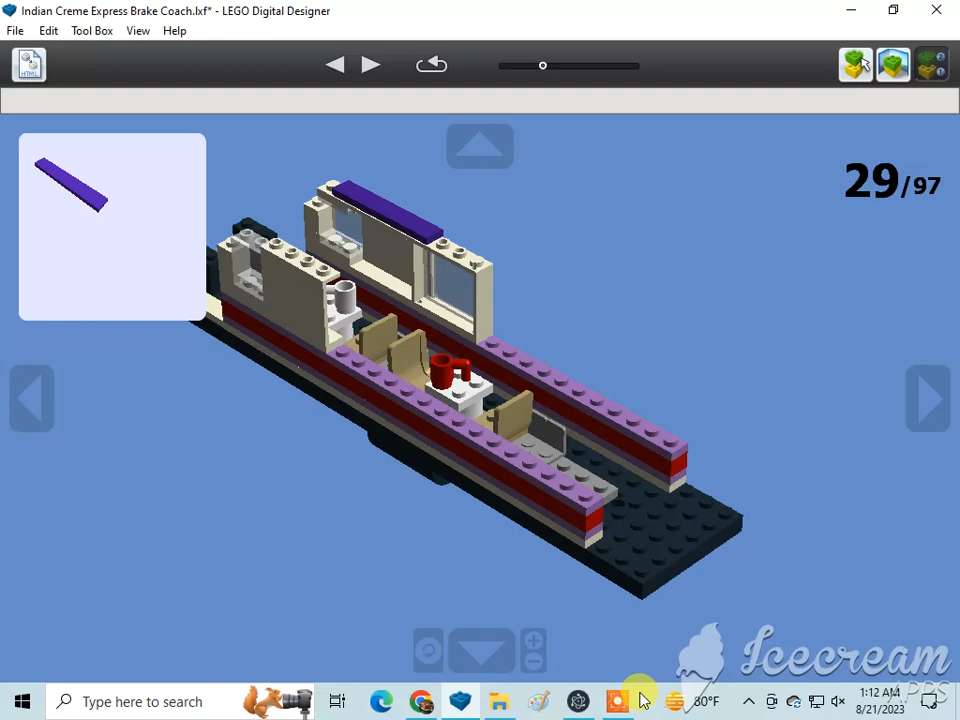 Indian Creme Express Brake Coach.lxf* - LEGO Digital Designer
File Edit Tool Box View Help
HTML
29/97
Icecream
APPS
Type here to search
80°F
1:12 AM
8/21/2023